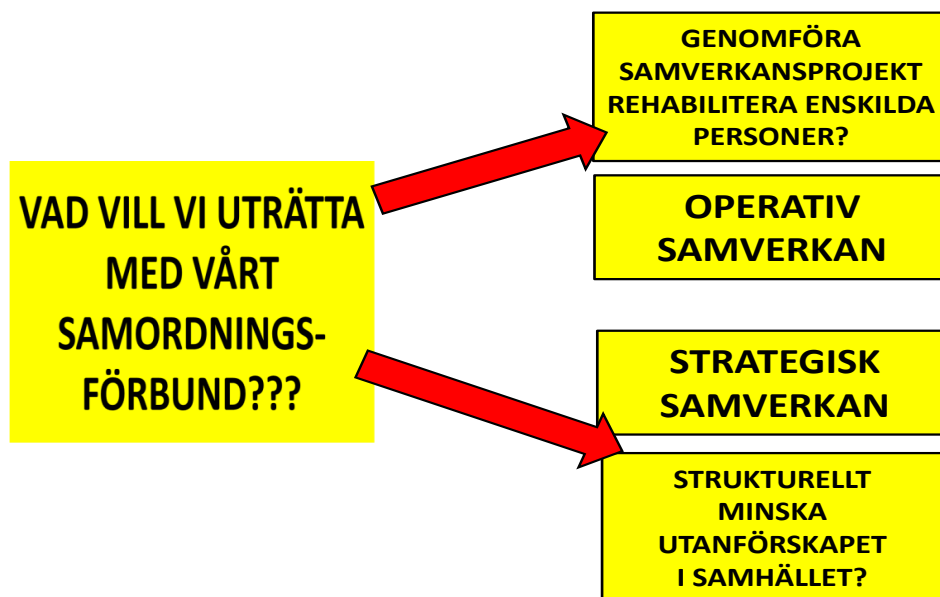 VAD VILL VI UTRÄTTA
MED VÅRT
SAMORDNINGS-
FÖRBUND???
GENOMFÖRA
SAMVERKANSPROJEKT
REHABILITERA ENSKILDA
PERSONER?
OPERATIV
SAMVERKAN
STRATEGISK
SAMVERKAN
STRUKTURELLT
MINSKA
UTANFÖRSKAPET
I SAMHÄLLET?